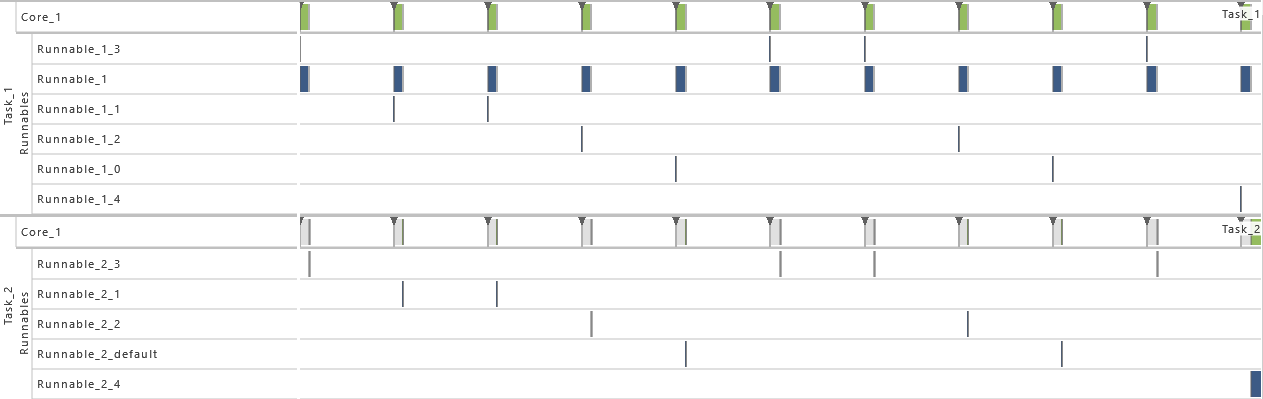 Core_1
Task_1
Runnable_1_3
Runnable_1
Runnable_1_1
Runnable_1_2
Runnable_1_0
Runnable_1_4
Task_1
Runnables
Core_1
Task_2
Runnable_2_3
Runnable_2_1
Runnable_2_2
Runnable_2_default
Runnable_2_4
Task_2
Runnables